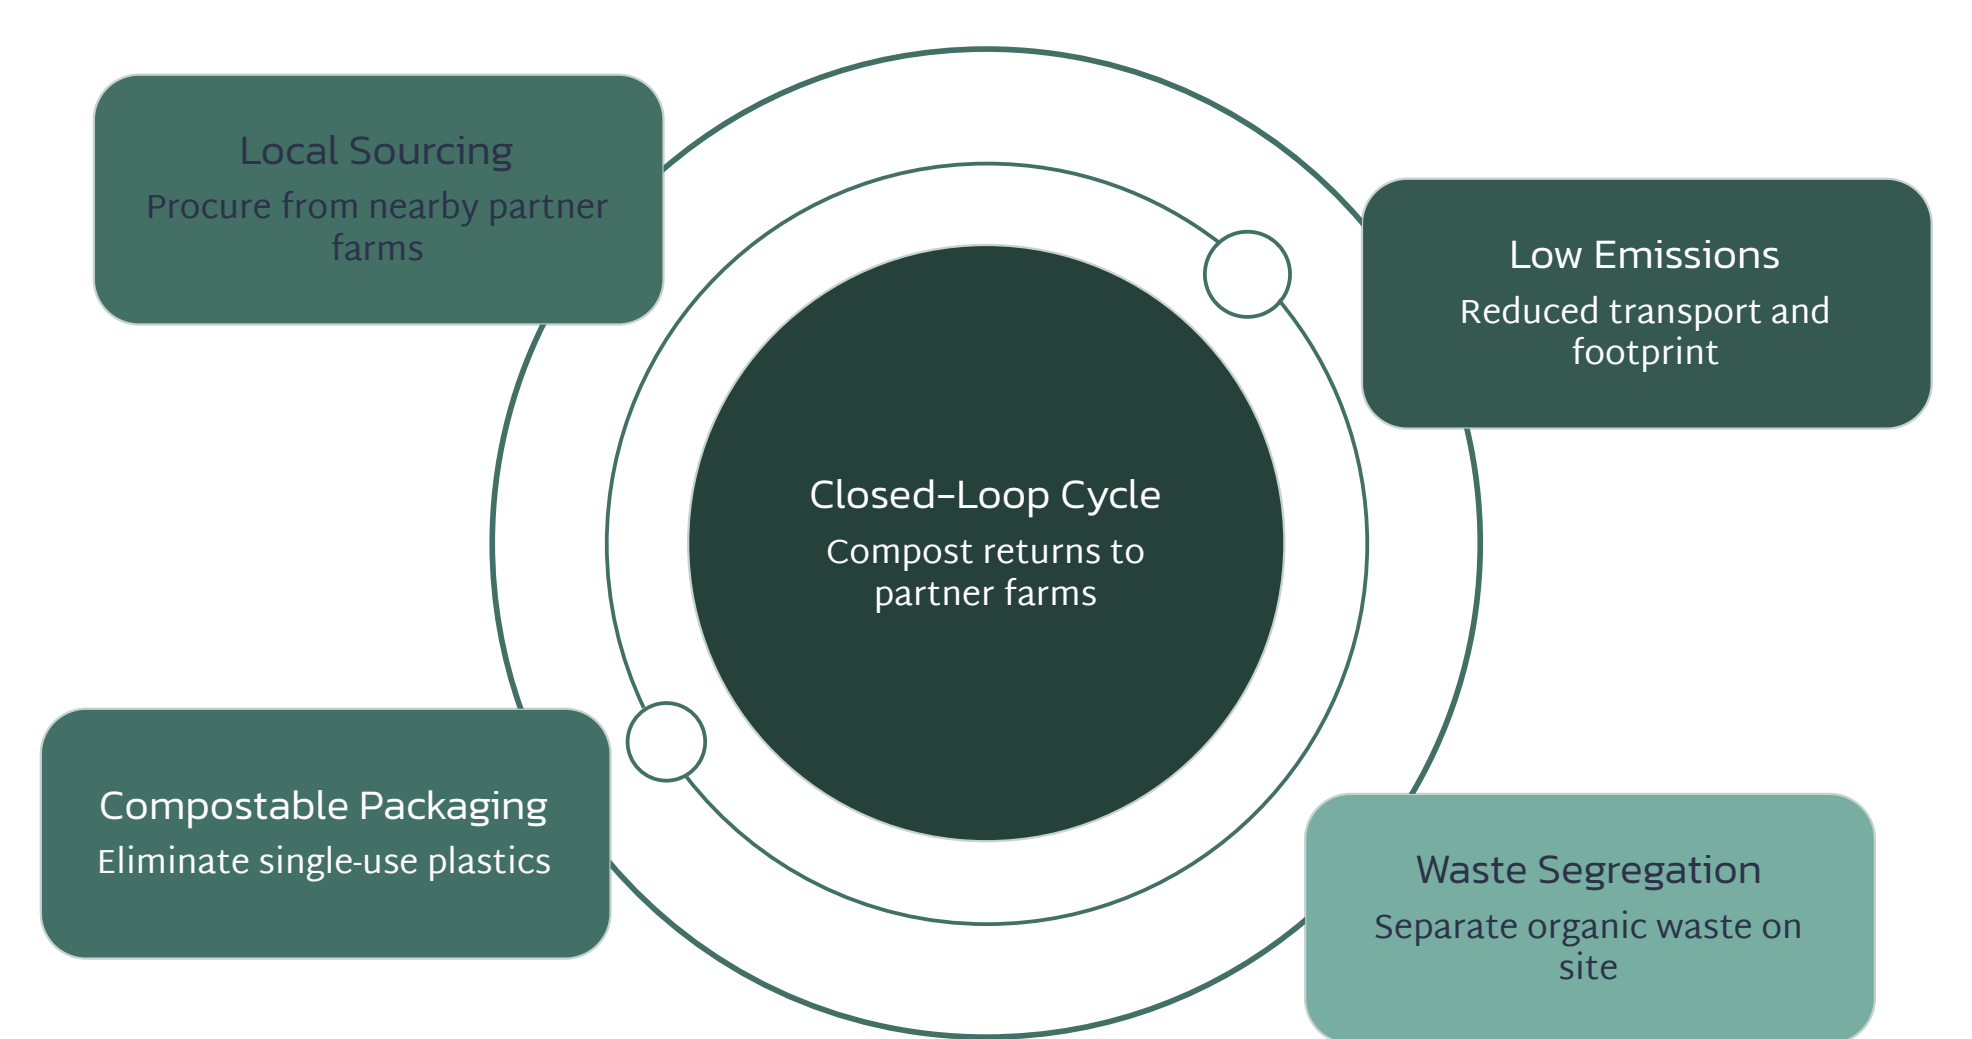 Local Sourcing
Procure from nearby partner
farms
Low Emissions
Reduced transport and
footprint
Closed-Loop Cycle
Compost returns to
partner farms
Compostable Packaging
Eliminate single-use plastics
Waste Segregation
Separate organic waste on
site